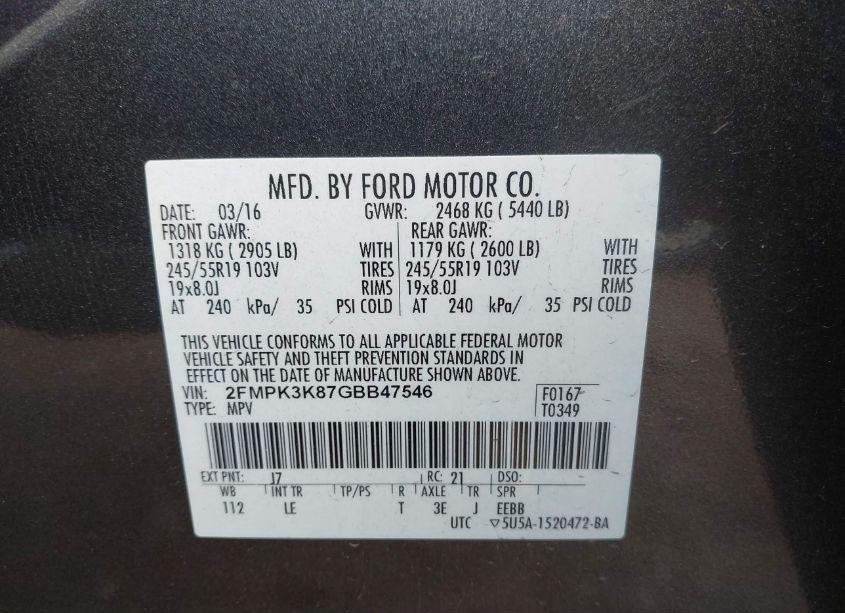 MFD. BY FORD MOTOR CO.
DATE: 03/16 GVWR: 2468 KG ( 5440 LB)
FRONT GAWR: REAR GAWR:
1318 KG ( 2905 LB) WITH 1179 KG ( 2600 LB) WITH
245/55R19 103V TIRES 245/55R19 103V TIRES
19x8.0J RIMS 19x8.0J RIMS
AT 240 kPa/ 35 PSI COLD AT 240 kPa/ 35 PSI COLD
THIS VEHICLE CONFORMS TO ALL APPLICABLE FEDERAL MOTOR
VEHICLE SAFETY AND THEFT PREVENTION STANDARDS IN
EFFECT ON THE DATE OF MANUFACTURE SHOWN ABOVE.
VIN: 2FMPK3K87GBB47546 F0167
TYPE: MPV T0349
EXT PNT: J7 RC: 21 DSO:
WB INT TR TP/PS R AXLE TR SPR
112 LE T 3E J EEBB
UTC ▽5U5A-1520472-BA